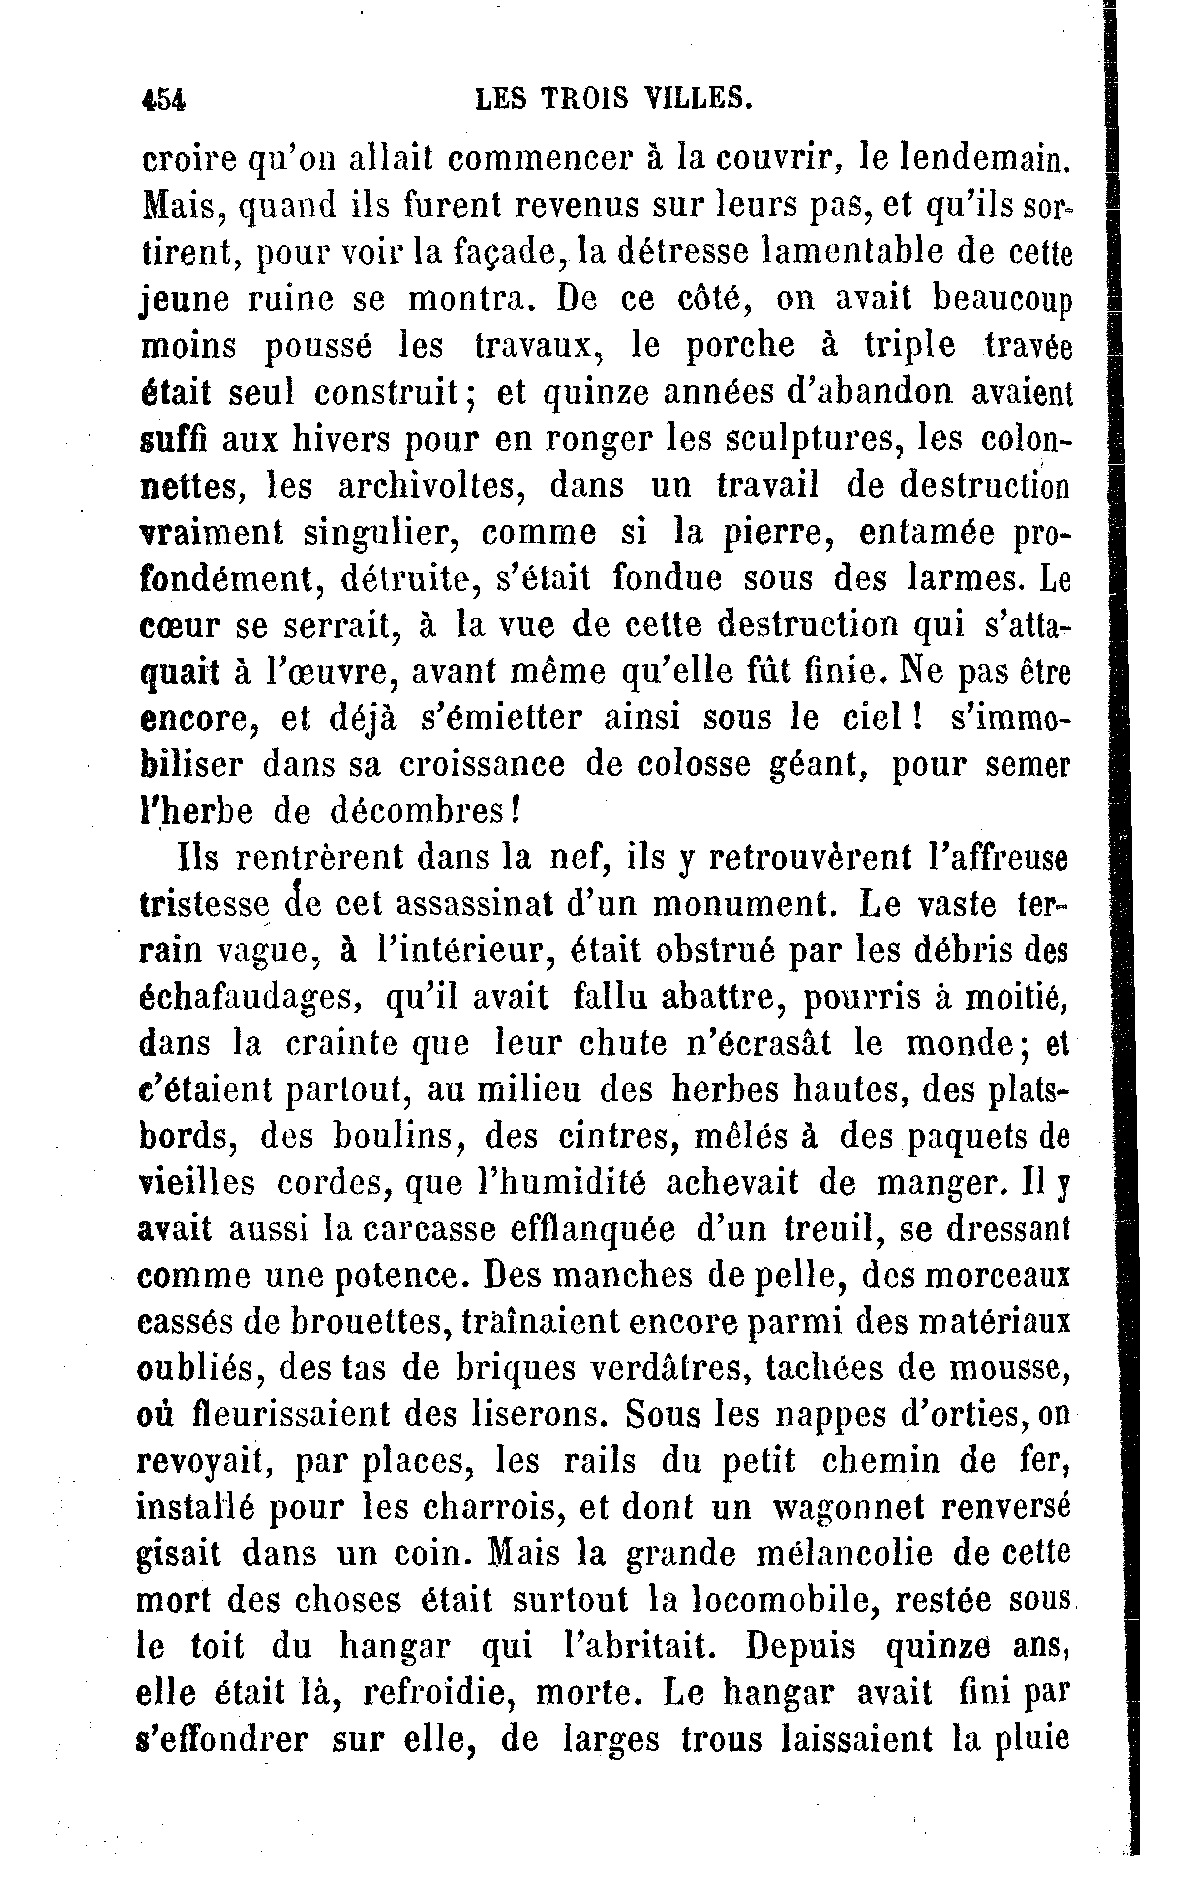 454 LES TROIS VILLES.
croire qu'on allait commencer à la couvrir, le lendemain.
Mais, quand ils furent revenus sur leurs pas, et qu'ils sor-
tirent, pour voir la façade, la détresse lamentable de cette
jeune ruine se montra. De ce côté, on avait beaucoup
moins poussé les travaux, le porche à triple travée
était seul construit ; et quinze années d'abandon avaient
suffi aux hivers pour en ronger les sculptures, les colon-
nettes, les archivoltes, dans un travail de destruction
vraiment singulier, comme si la pierre, entamée pro-
fondément, détruite, s'était fondue sous des larmes. Le
cœur se serrait, à la vue de cette destruction qui s'atta-
quait à l'œuvre, avant même qu'elle fût finie. Ne pas être
encore, et déjà s'émietter ainsi sous le ciel ! s'immo-
biliser dans sa croissance de colosse géant, pour semer
l'herbe de décombres !
Ils rentrèrent dans la nef, ils y retrouvèrent l'affreuse
tristesse de cet assassinat d'un monument. Le vaste ter-
rain vague, à l'intérieur, était obstrué par les débris des
échafaudages, qu'il avait fallu abattre, pourris à moitié,
dans la crainte que leur chute n'écrasât le monde ; et
c'étaient partout, au milieu des herbes hautes, des plats-
bords, des boulins, des cintres, mêlés à des paquets de
vieilles cordes, que l'humidité achevait de manger. Il y
avait aussi la carcasse efflanquée d'un treuil, se dressant
comme une potence. Des manches de pelle, des morceaux
cassés de brouettes, traînaient encore parmi des matériaux
oubliés, des tas de briques verdâtres, tachées de mousse,
où fleurissaient des liserons. Sous les nappes d'orties, on
revoyait, par places, les rails du petit chemin de fer,
installé pour les charrois, et dont un wagonnet renversé
gisait dans un coin. Mais la grande mélancolie de cette
mort des choses était surtout la locomobile, restée sous
le toit du hangar qui l'abritait. Depuis quinze ans,
elle était là, refroidie, morte. Le hangar avait fini par
s'effondrer sur elle, de larges trous laissaient la pluie